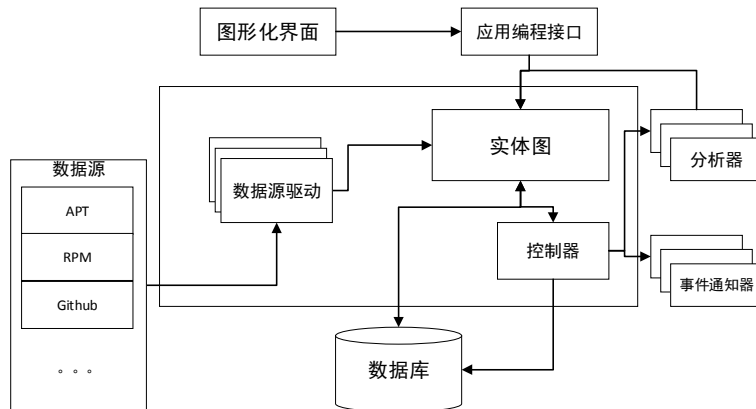 图形化界面
应用编程接口
实体图
分析器
数据源
数据源驱动
APT
RPM
控制器
Github
事件通知器
。。。
数据库